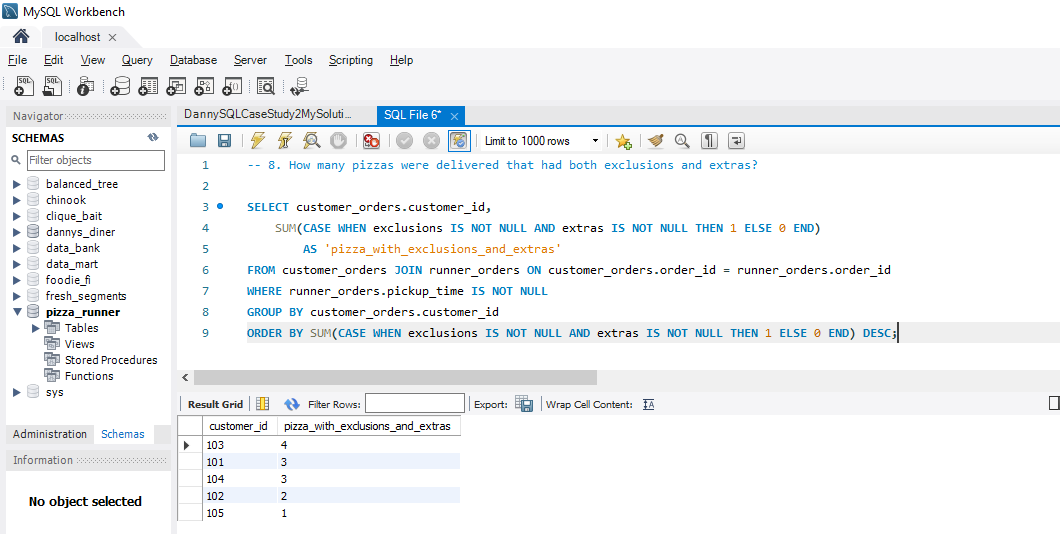 MySQL Workbench
localhost
File Edit View Query Database Server Tools Scripting Help
Navigator
SCHEMAS
Filter objects
balanced_tree
chinook
clique_bait
dannys_diner
data_bank
data_mart
foodie_fi
fresh_segments
pizza_runner
Tables
Views
Stored Procedures
Functions
sys
Administration Schemas
Information
No object selected
DannySQLCaseStudy2MySoluti... SQL File 6*
Limit to 1000 rows
1 -- 8. How many pizzas were delivered that had both exclusions and extras?
2
3 SELECT customer_orders.customer_id,
4 SUM(CASE WHEN exclusions IS NOT NULL AND extras IS NOT NULL THEN 1 ELSE 0 END)
5 AS 'pizza_with_exclusions_and_extras'
6 FROM customer_orders JOIN runner_orders ON customer_orders.order_id = runner_orders.order_id
7 WHERE runner_orders.pickup_time IS NOT NULL
8 GROUP BY customer_orders.customer_id
9 ORDER BY SUM(CASE WHEN exclusions IS NOT NULL AND extras IS NOT NULL THEN 1 ELSE 0 END) DESC;
Result Grid Filter Rows: Export: Wrap Cell Content:
customer_id pizza_with_exclusions_and_extras
103 4
101 3
104 3
102 2
105 1